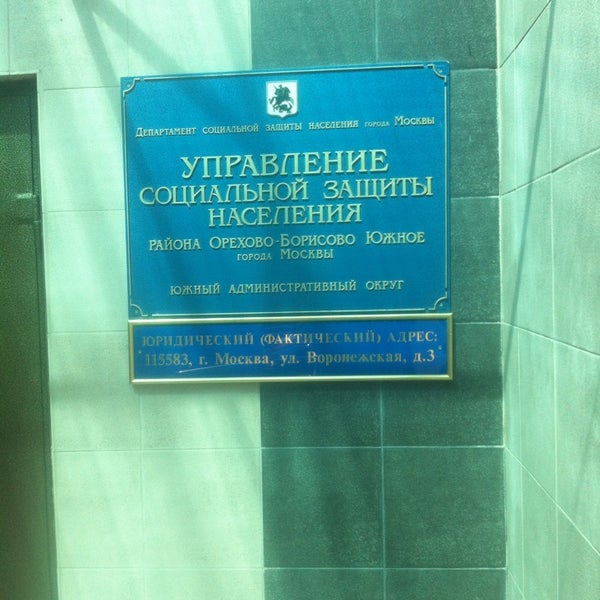 Департамент социальной защиты населения города Москвы
УПРАВЛЕНИЕ
СОЦИАЛЬНОЙ ЗАЩИТЫ
НАСЕЛЕНИЯ
РАЙОНА ОРЕХОВО-БОРИСОВО ЮЖНОЕ
ГОРОДА МОСКВЫ
ЮЖНЫЙ АДМИНИСТРАТИВНЫЙ ОКРУГ
ЮРИДИЧЕСКИЙ (ФАКТИЧЕСКИЙ) АДРЕС:
115583, г. Москва, ул. Воронежская, д.3